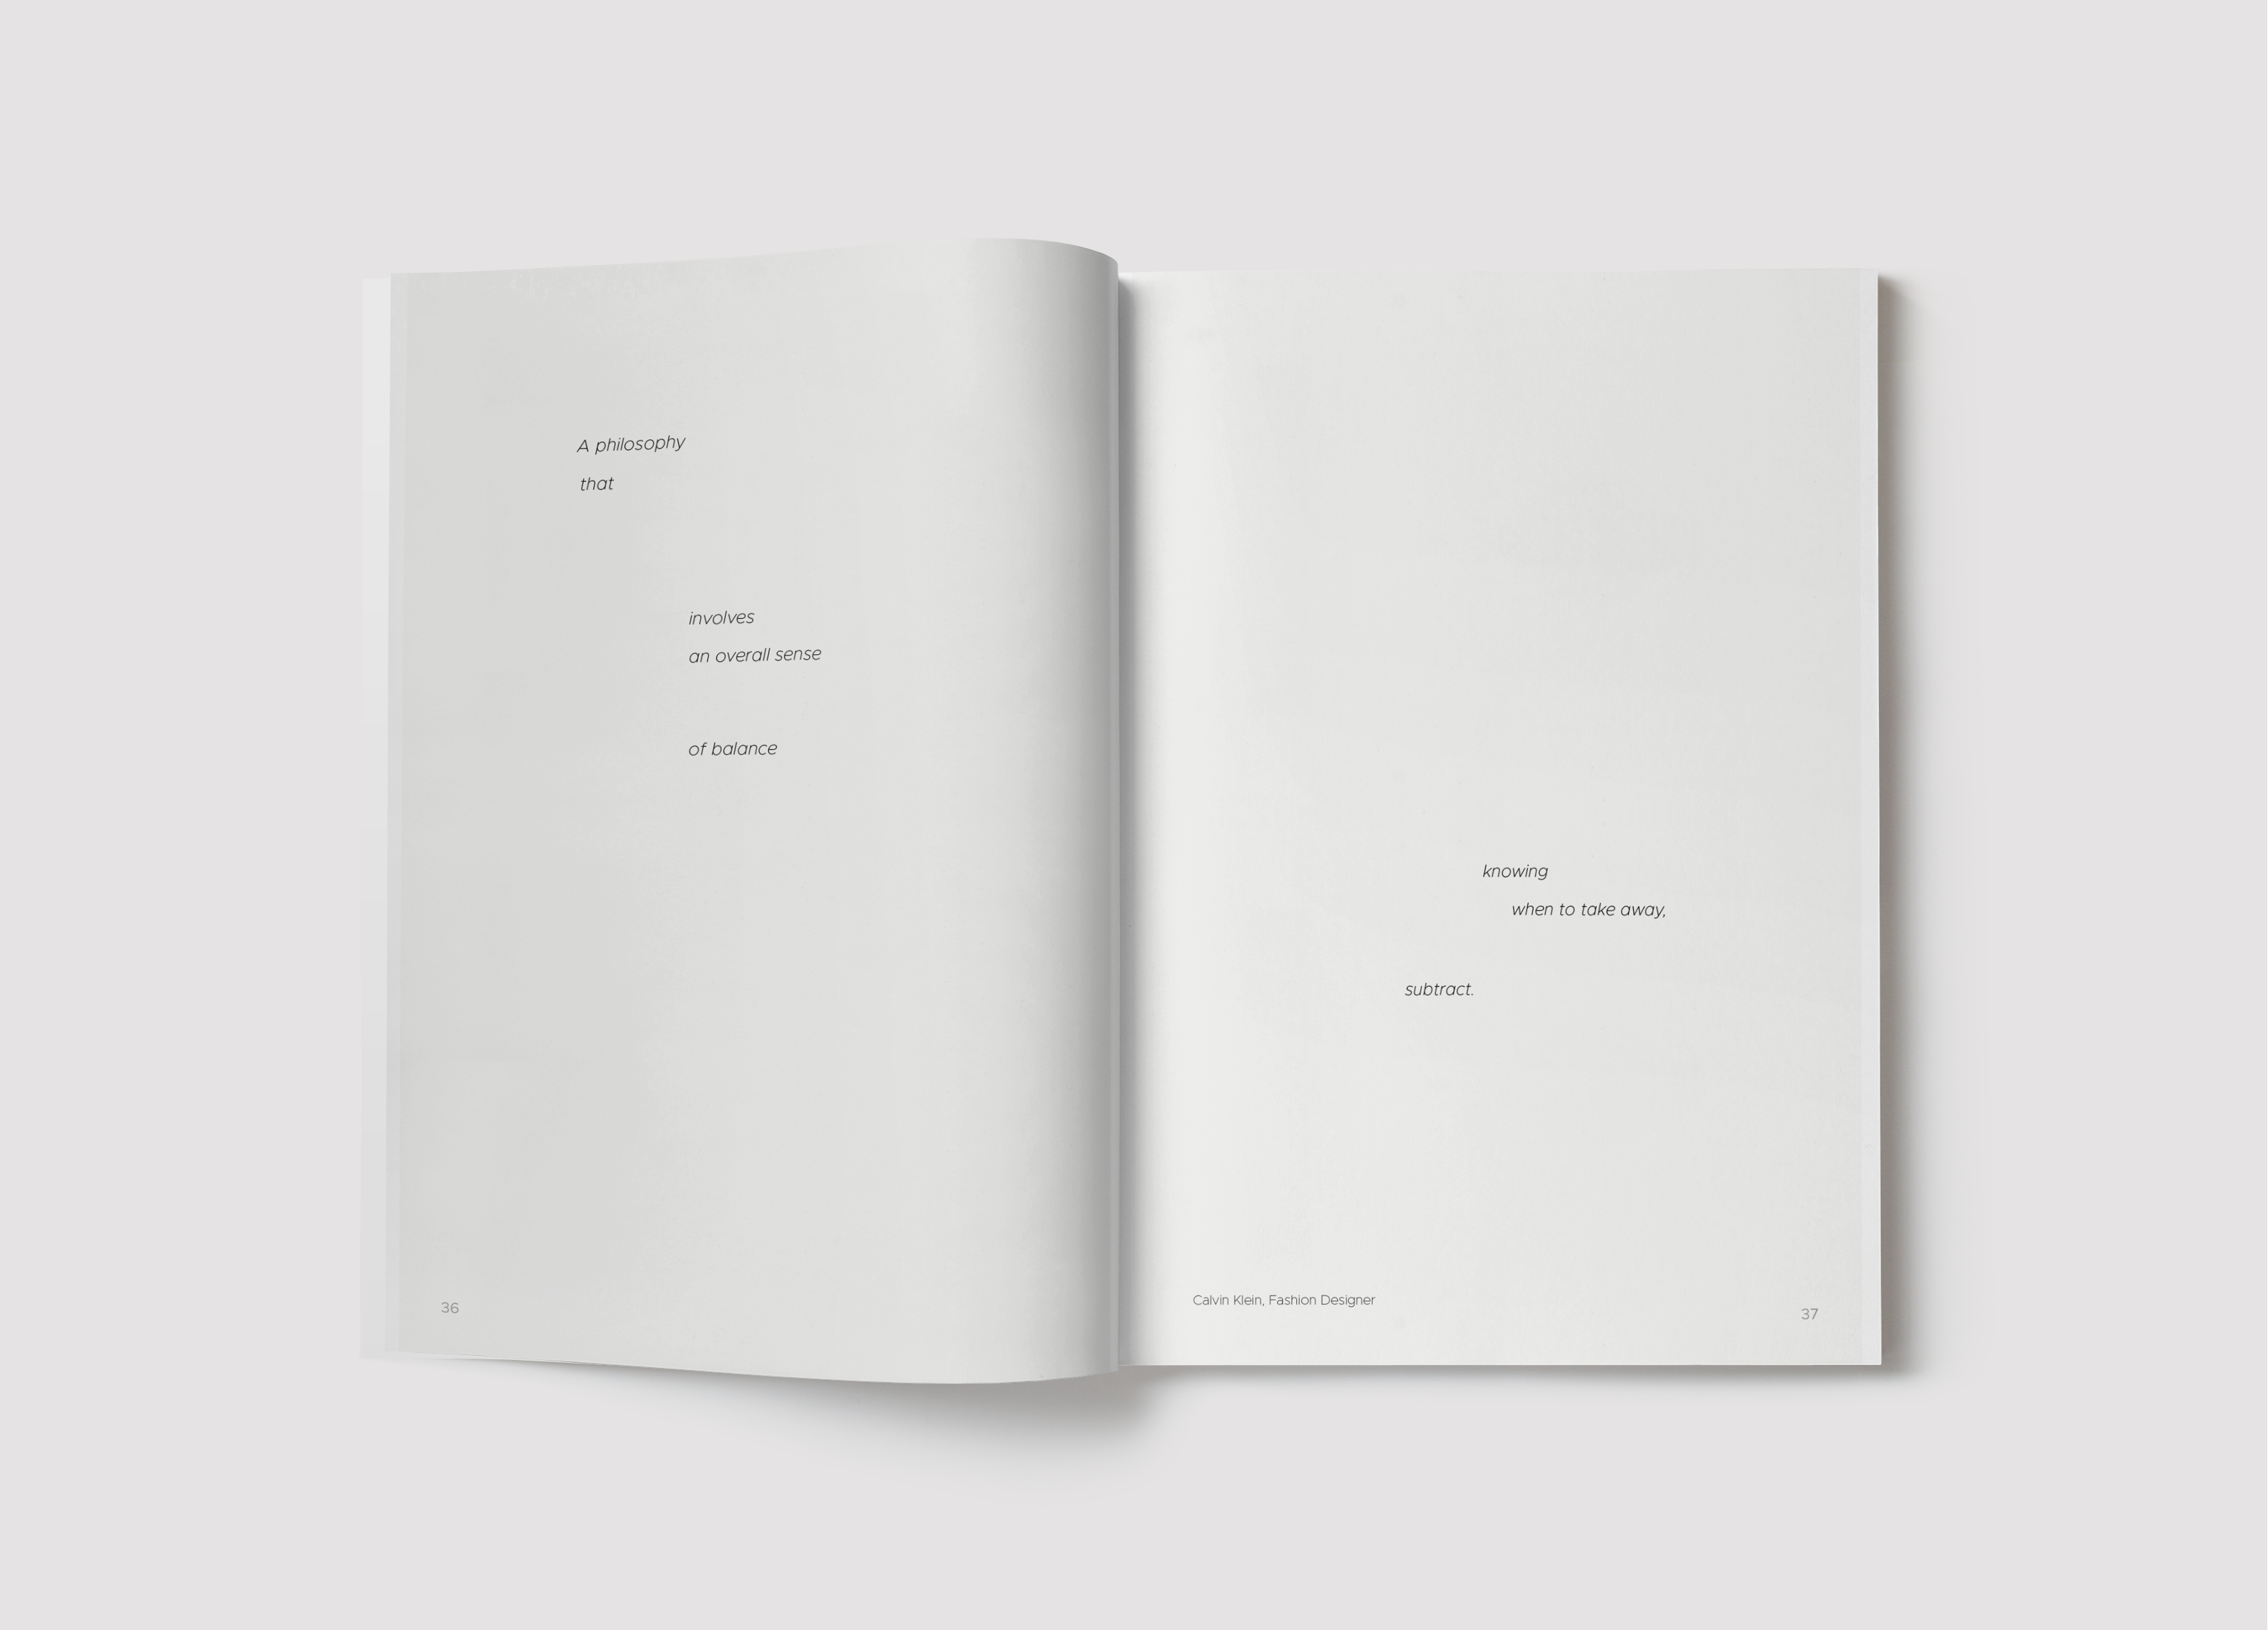 A philosophy
that
involves
an overall sense
of balance
36
knowing
when to take away,
subtract.
Calvin Klein, Fashion Designer
37